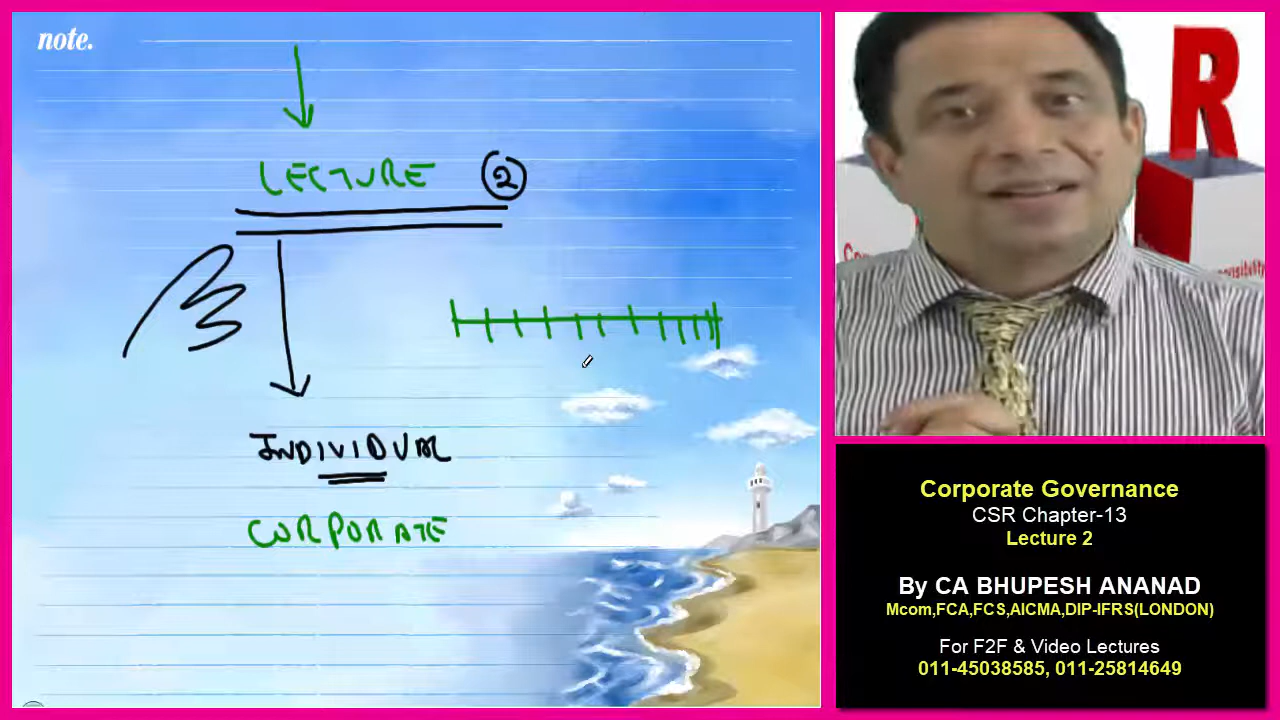 note.
LECTURE 2
INDIVIDUAL
CORPORATE
R
Corporate Governance
CSR Chapter-13
Lecture 2
By CA BHUPESH ANANAD
Mcom,FCA,FCS,AICMA,DIP-IFRS(LONDON)
For F2F & Video Lectures
011-45038585, 011-25814649